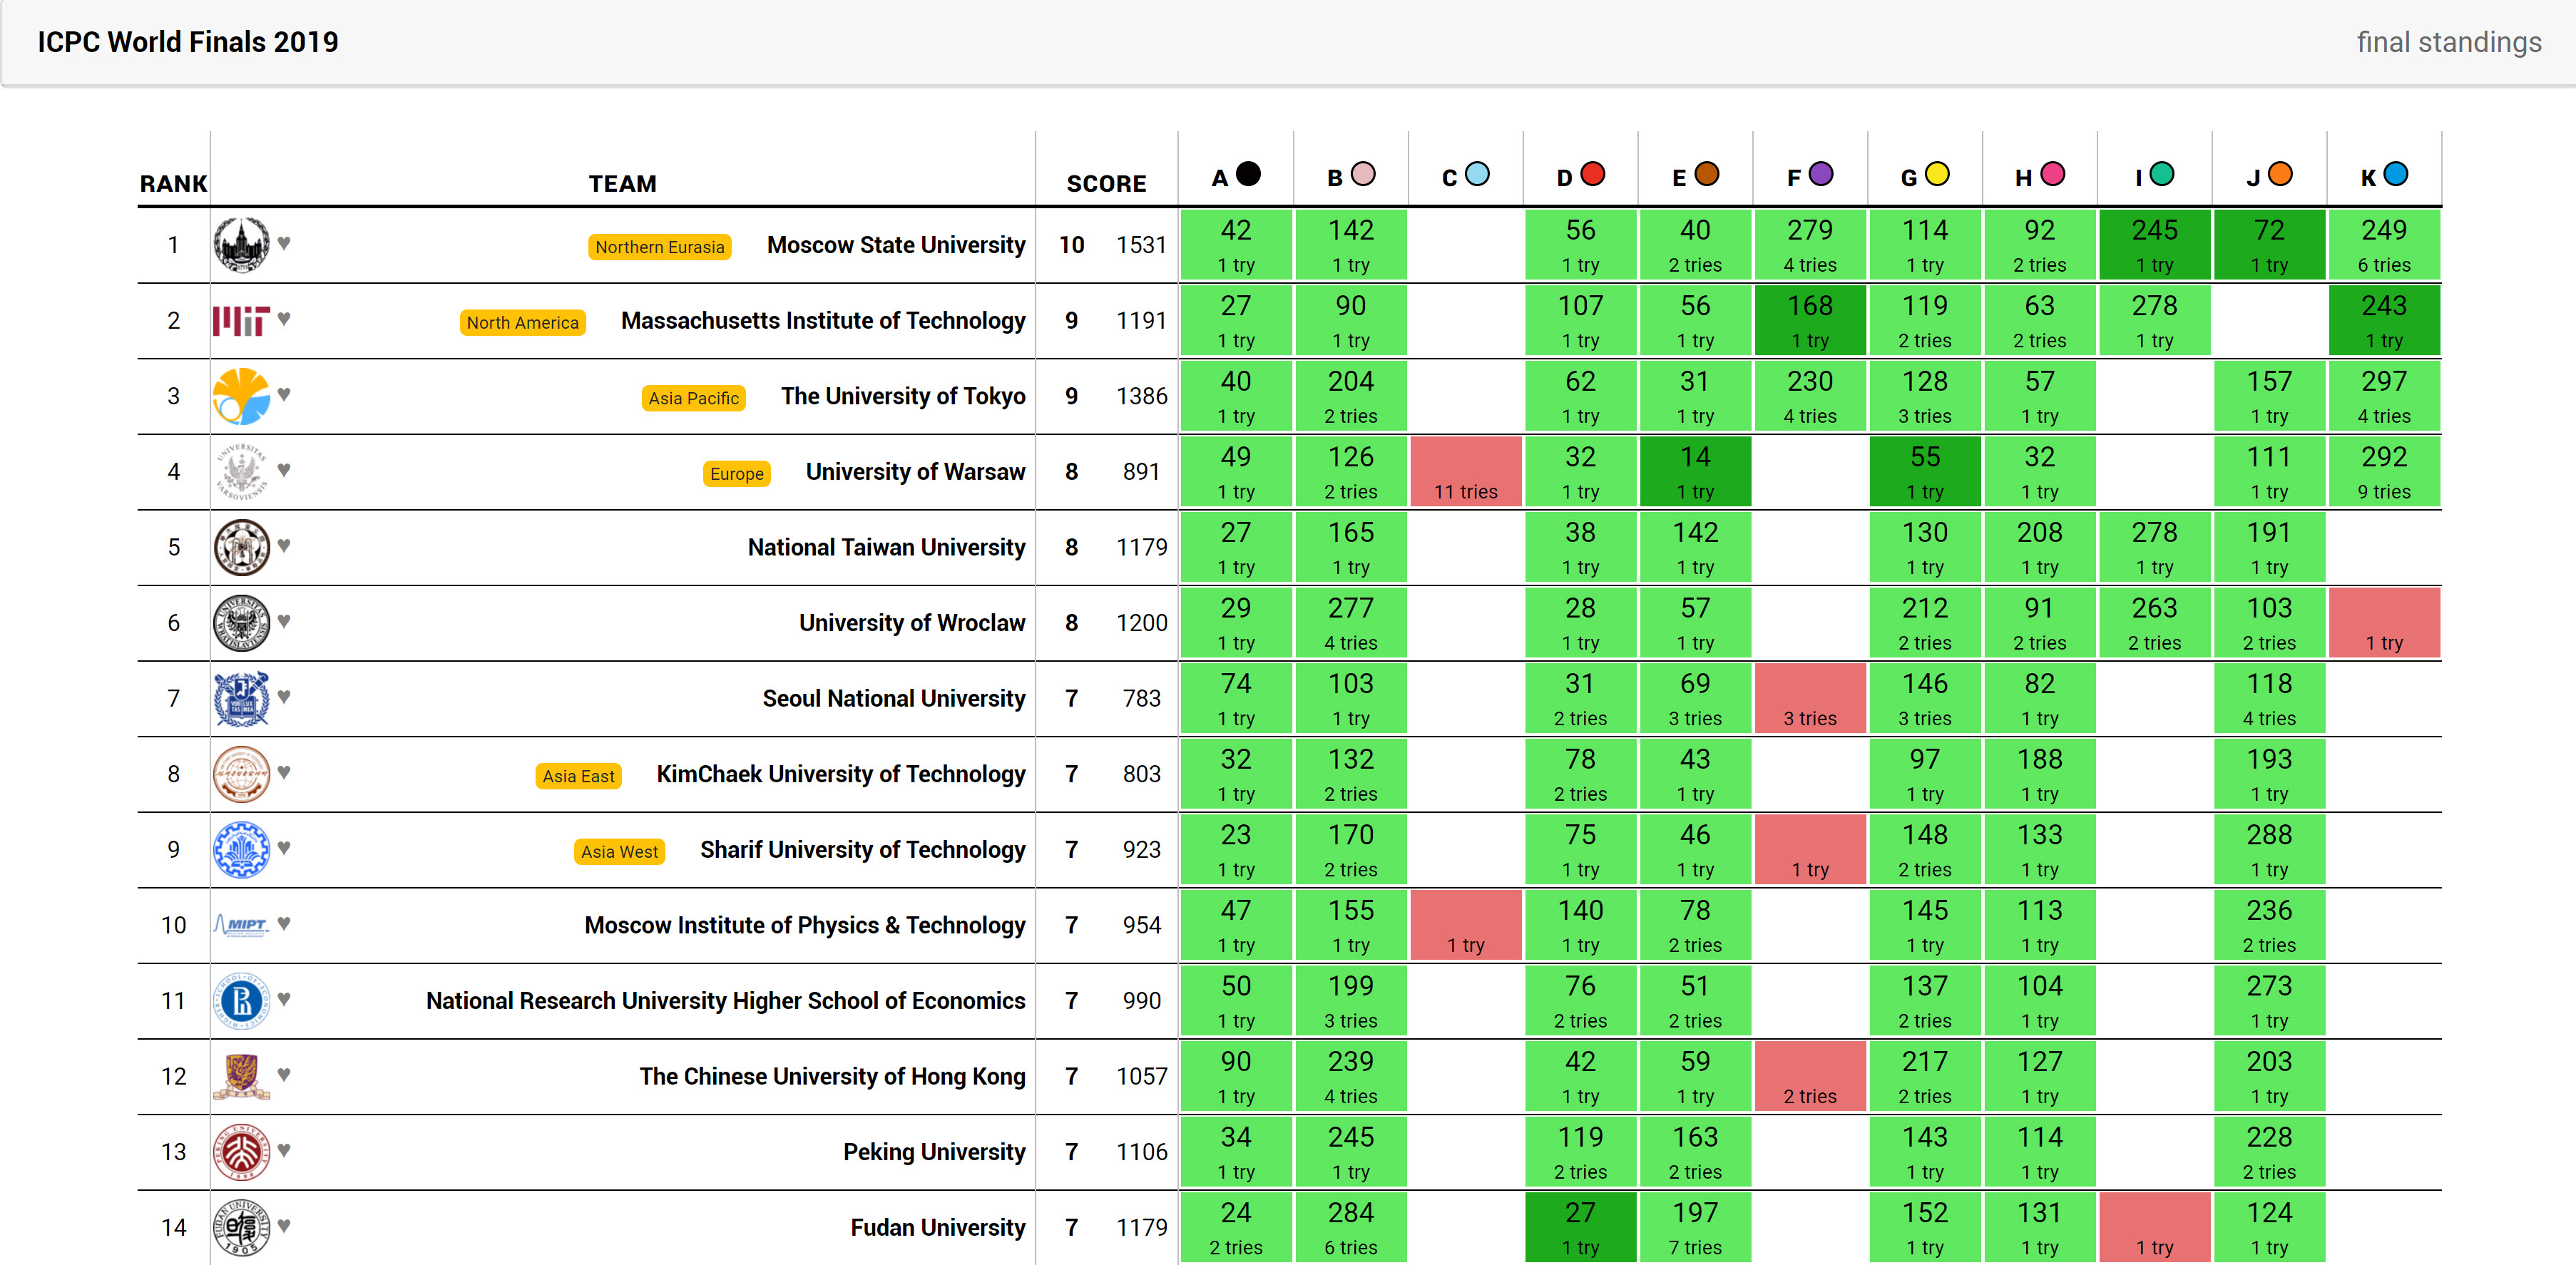 ICPC World Finals 2019 final standings
RANK TEAM SCORE A B C D E F G H I J K
1 Northern Eurasia Moscow State University 10 1531 42 142 56 40 279 114 92 245 72 249
1 try 1 try 1 try 2 tries 4 tries 1 try 2 tries 1 try 1 try 6 tries
2 MIT North America Massachusetts Institute of Technology 9 1191 27 90 107 56 168 119 63 278 243
1 try 1 try 1 try 1 try 1 try 2 tries 2 tries 1 try 1 try
3 Asia Pacific The University of Tokyo 9 1386 40 204 62 31 230 128 57 157 297
1 try 2 tries 1 try 1 try 4 tries 3 tries 1 try 1 try 4 tries
4 UNIVERSITAS VARSOVIENSIS Europe University of Warsaw 8 891 49 126 32 14 55 32 111 292
1 try 2 tries 11 tries 1 try 1 try 1 try 1 try 1 try 9 tries
5 National Taiwan University 8 1179 27 165 38 142 130 208 278 191
1 try 1 try 1 try 1 try 1 try 1 try 1 try 1 try
6 University of Wroclaw 8 1200 29 277 28 57 212 91 263 103
1 try 4 tries 1 try 1 try 2 tries 2 tries 2 tries 2 tries 1 try
7 Seoul National University 7 783 74 103 31 69 146 82 118
1 try 1 try 2 tries 3 tries 3 tries 3 tries 1 try 4 tries
8 Asia East KimChaek University of Technology 7 803 32 132 78 43 97 188 193
1 try 2 tries 2 tries 1 try 1 try 1 try 1 try
9 Asia West Sharif University of Technology 7 923 23 170 75 46 148 133 288
1 try 2 tries 1 try 1 try 1 try 2 tries 1 try 1 try
10 MIPT Moscow Institute of Physics & Technology 7 954 47 155 140 78 145 113 236
1 try 1 try 1 try 1 try 2 tries 1 try 1 try 2 tries
11 National Research University Higher School of Economics 7 990 50 199 76 51 137 104 273
1 try 3 tries 2 tries 2 tries 2 tries 1 try 1 try
12 The Chinese University of Hong Kong 7 1057 90 239 42 59 217 127 203
1 try 4 tries 1 try 1 try 2 tries 2 tries 1 try 1 try
13 Peking University 7 1106 34 245 119 163 143 114 228
1 try 1 try 2 tries 2 tries 1 try 1 try 2 tries
14 FUDAN UNIVERSITY 1905 Fudan University 7 1179 24 284 27 197 152 131 124
2 tries 6 tries 1 try 7 tries 1 try 1 try 1 try 1 try